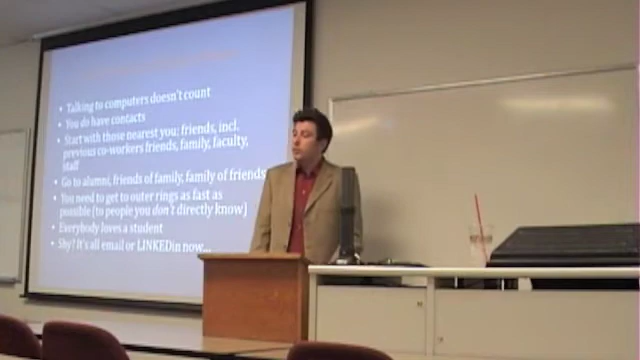 Talking to computers doesn't count
You do have contacts
Start with those nearest you: friends, incl.
previous co-workers friends, family, faculty,
staff
Go to alumni, friends of family, family of friends
You need to get to outer rings as fast as
possible (to people you don't directly know)
Everybody loves a student
Shy? It's all email or LINKEDin now...